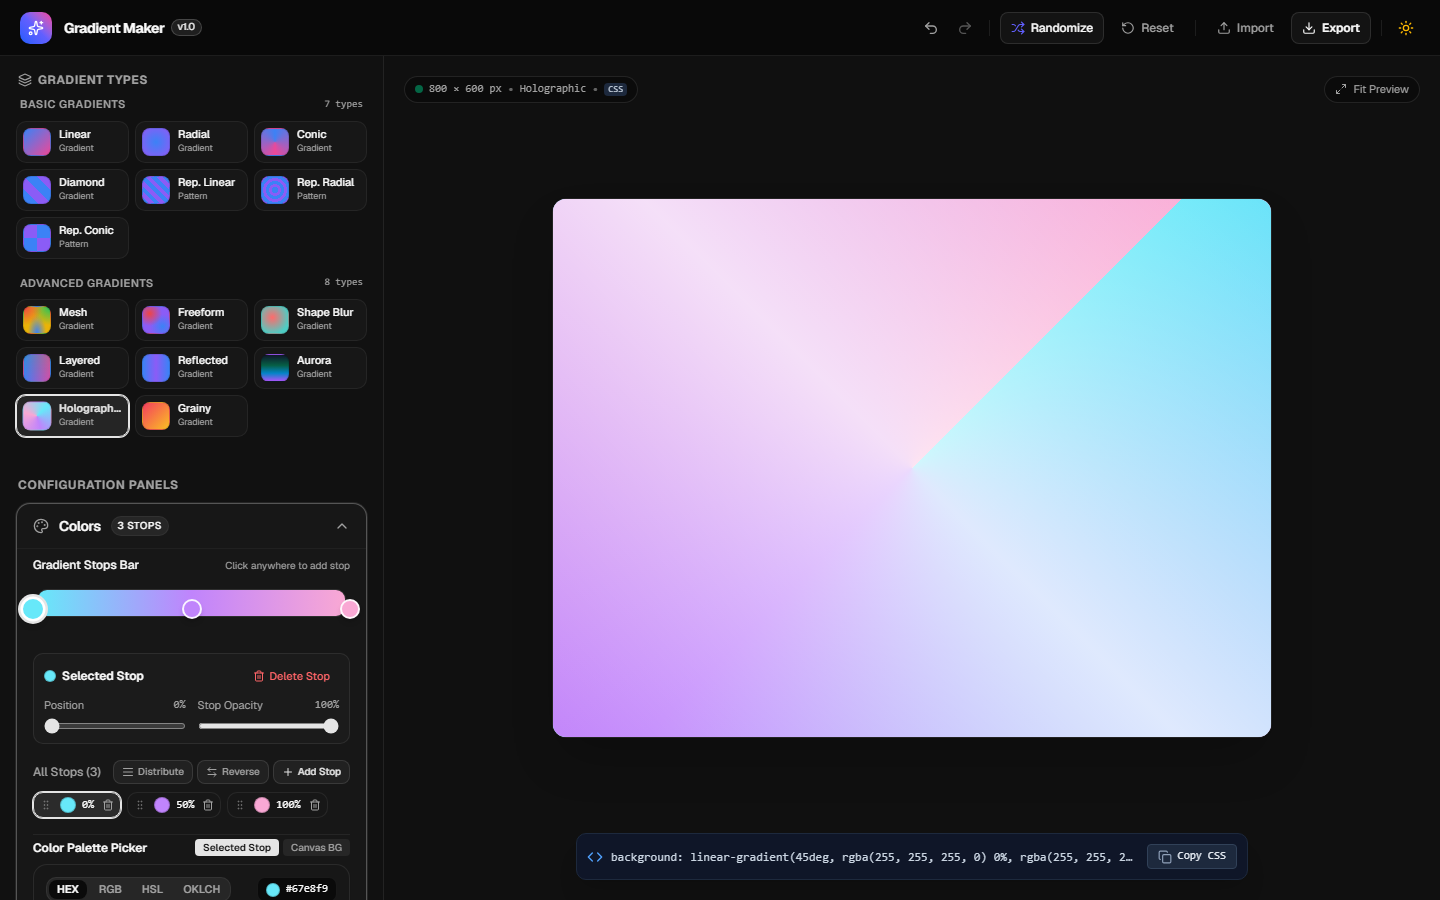 Gradient Maker v1.0
Randomize Reset Import Export
GRADIENT TYPES
BASIC GRADIENTS 7 types
Linear Gradient
Radial Gradient
Conic Gradient
Diamond Gradient
Rep. Linear Pattern
Rep. Radial Pattern
Rep. Conic Pattern
ADVANCED GRADIENTS 8 types
Mesh Gradient
Freeform Gradient
Shape Blur Gradient
Layered Gradient
Reflected Gradient
Aurora Gradient
Holograph... Gradient
Grainy Gradient
CONFIGURATION PANELS
Colors 3 STOPS
Gradient Stops Bar Click anywhere to add stop
Selected Stop Delete Stop
Position 0% Stop Opacity 100%
All Stops (3) Distribute Reverse Add Stop
0% 50% 100%
Color Palette Picker Selected Stop Canvas BG
HEX RGB HSL OKLCH #67e8f9
800 × 600 px • Holographic • CSS
Fit Preview
background: linear-gradient(45deg, rgba(255, 255, 255, 0) 0%, rgba(255, 255, 2… Copy CSS